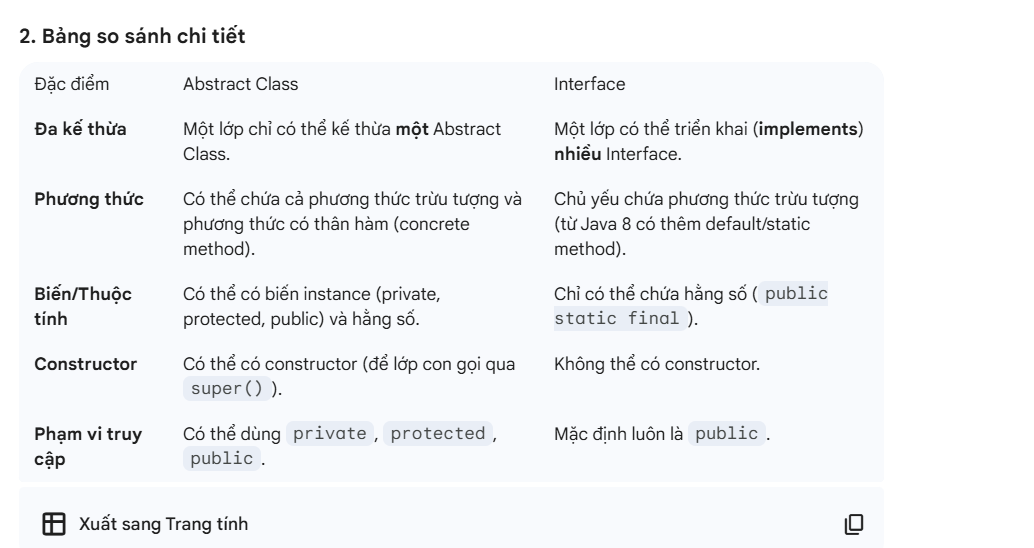 2. Bảng so sánh chi tiết
Đặc điểm Abstract Class Interface
Đa kế thừa Một lớp chỉ có thể kế thừa một Abstract Một lớp có thể triển khai (implements)
Class. nhiều Interface.
Phương thức Có thể chứa cả phương thức trừu tượng và Chủ yếu chứa phương thức trừu tượng
phương thức có thân hàm (concrete (từ Java 8 có thêm default/static
method). method).
Biến/Thuộc Có thể có biến instance (private, Chỉ có thể chứa hằng số ( public
tính protected, public) và hằng số. static final ).
Constructor Có thể có constructor (để lớp con gọi qua Không thể có constructor.
super() ).
Phạm vi truy Có thể dùng private , protected , Mặc định luôn là public .
cập public .
Xuất sang Trang tính